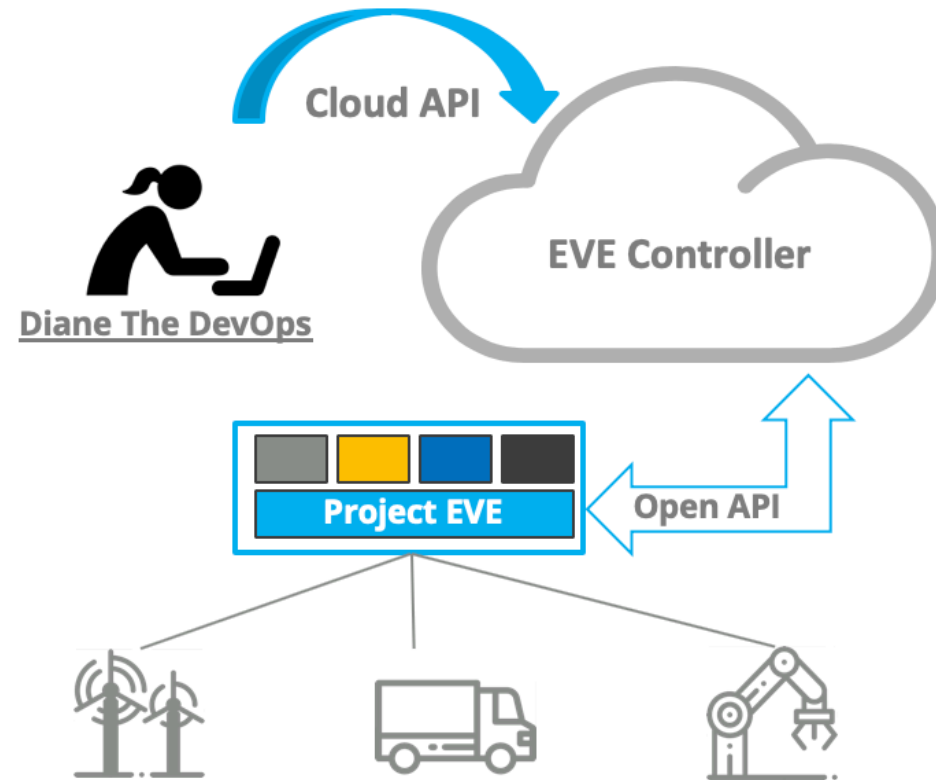 Cloud API
EVE Controller
Diane The DevOps
Project EVE
Open API